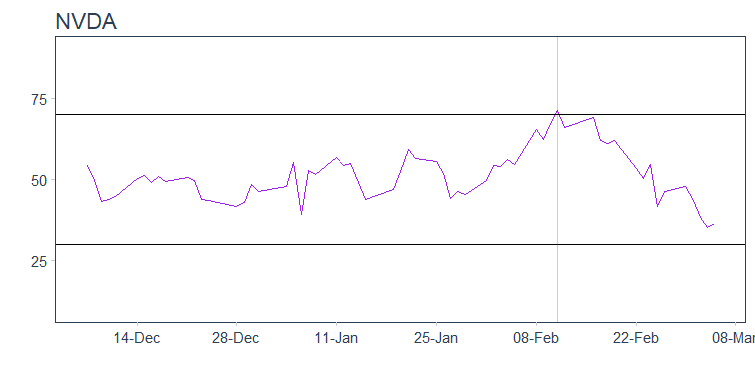 NVDA
75
50
25
14-Dec
28-Dec
11-Jan
25-Jan
08-Feb
22-Feb
08-Mar